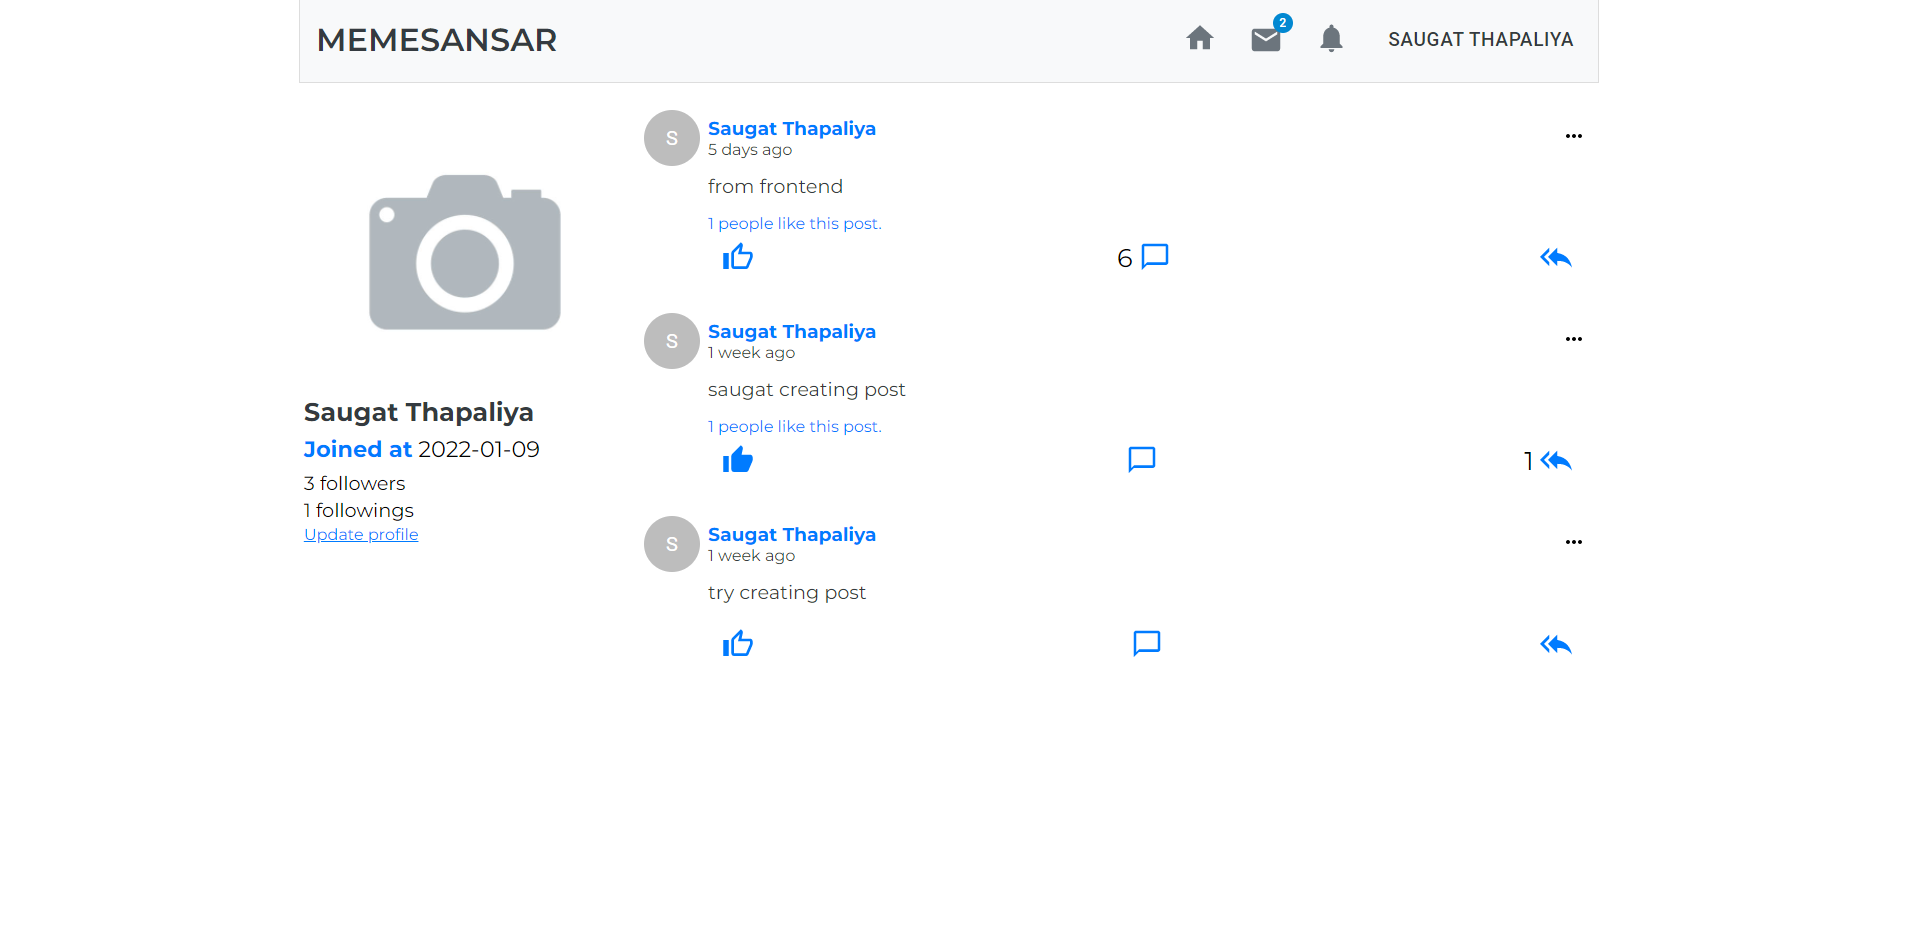 MEMESANSAR
2
SAUGAT THAPALIYA
Saugat Thapaliya
Joined at 2022-01-09
3 followers
1 followings
Update profile
S
Saugat Thapaliya
5 days ago
from frontend
1 people like this post.
6
S
Saugat Thapaliya
1 week ago
saugat creating post
1 people like this post.
1
S
Saugat Thapaliya
1 week ago
try creating post